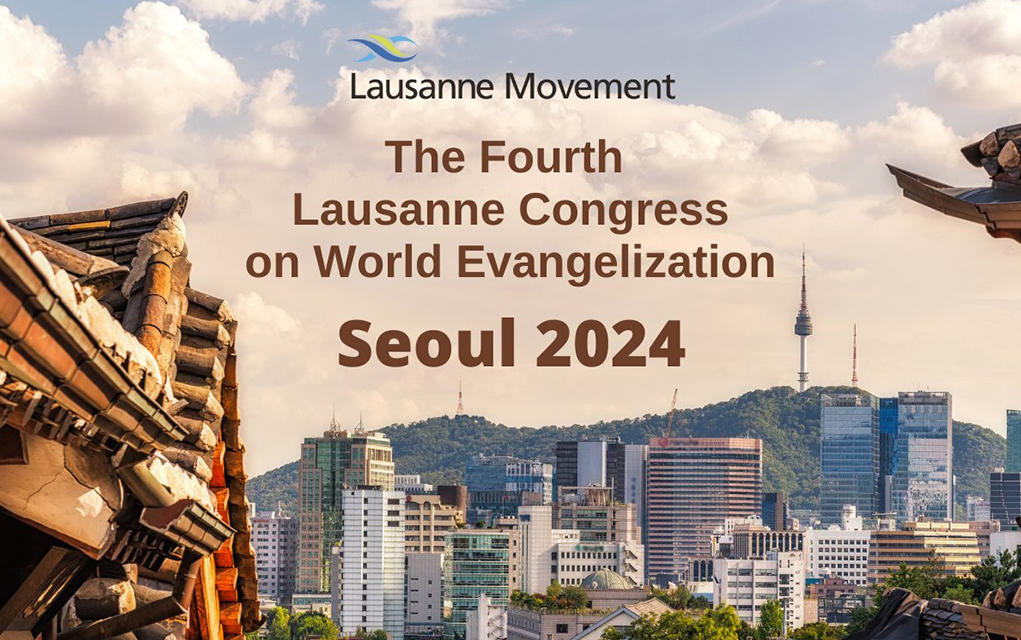 Lausanne Movement
The Fourth
Lausanne Congress
on World Evangelization
Seoul 2024